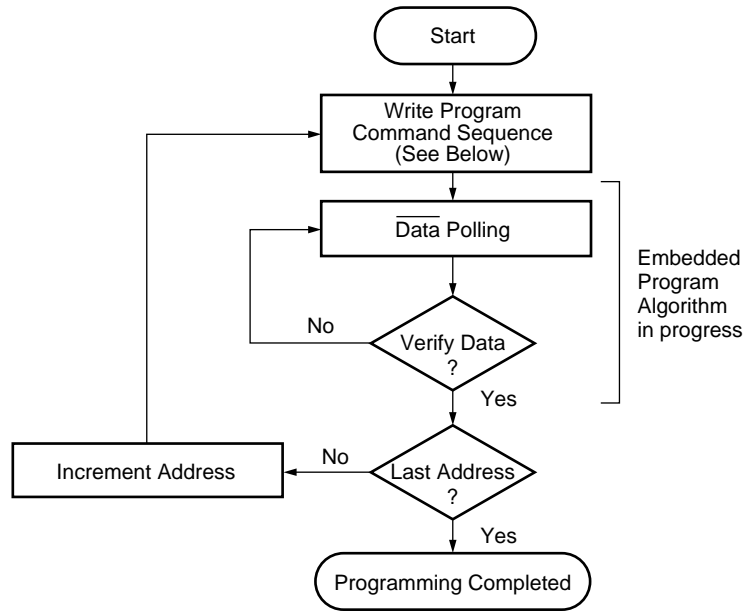 Start
Write Program
Command Sequence
(See Below)
Data Polling
Embedded
Program
Algorithm
in progress
No
Verify Data
?
Yes
Increment Address
No
Last Address
?
Yes
Programming Completed